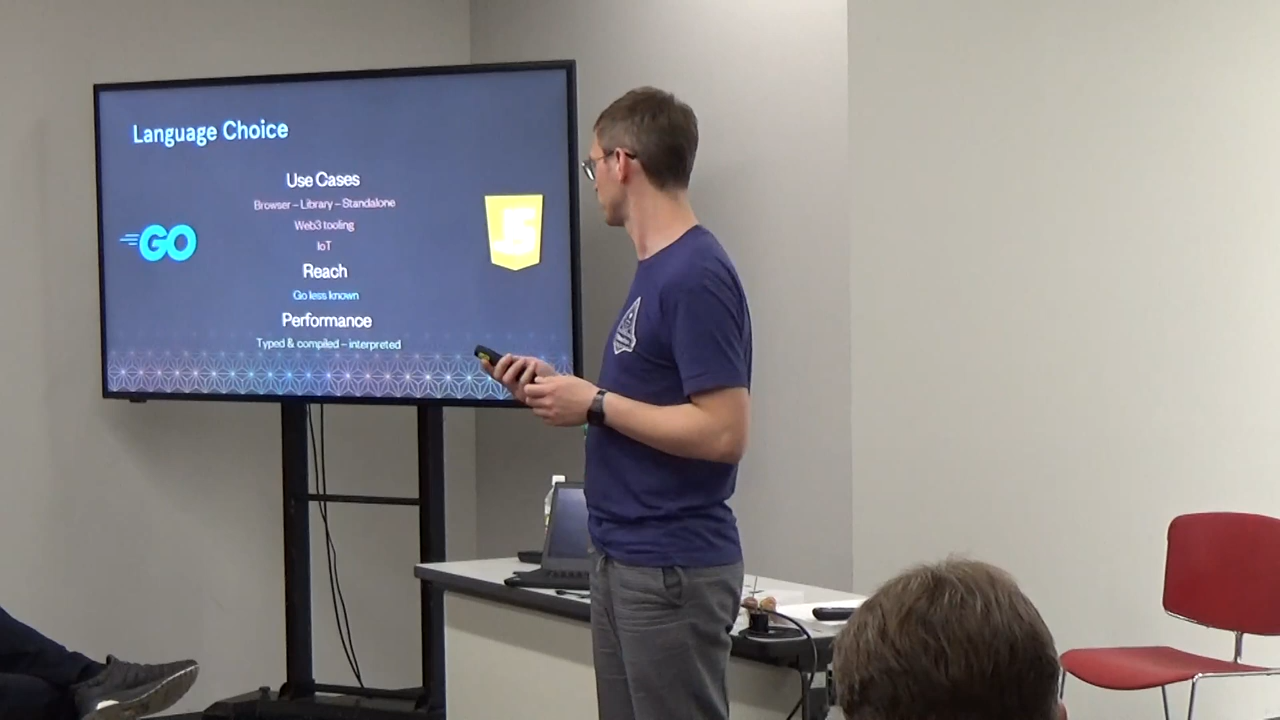 Language Choice
Use Cases
Browser – Library – Standalone
Web3 tooling
IoT
GO
JS
Reach
Go less known
Performance
Typed & compiled – interpreted